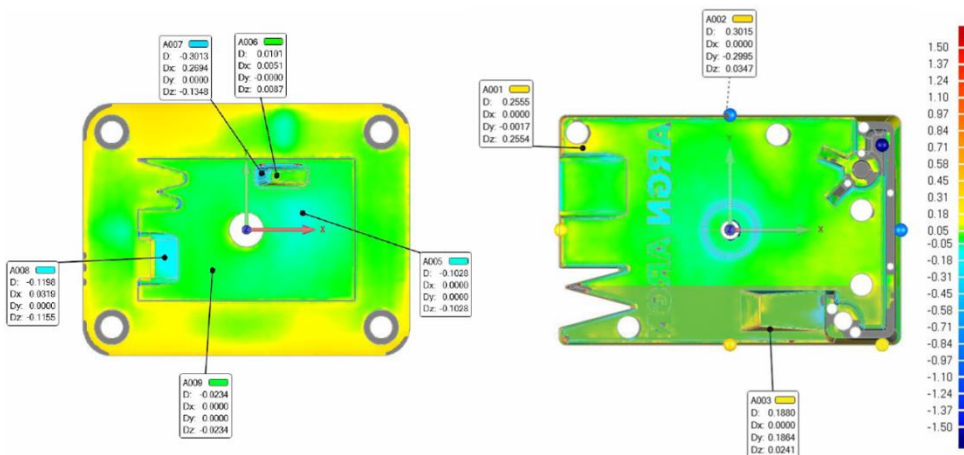 A007
D: -0.3013
Dx: 0.2694
Dy: 0.0000
Dz: -0.1348
A006
D: 0.0101
Dx: 0.0051
Dy: -0.0000
Dz: 0.0087
A008
D: -0.1198
Dx: 0.0319
Dy: 0.0000
Dz: -0.1155
X
A005
D: -0.1028
Dx: 0.0000
Dy: 0.0000
Dz: -0.1028
A009
D: -0.0234
Dx: 0.0000
Dy: 0.0000
Dz: -0.0234
A002
D: 0.3015
Dx: 0.0000
Dy: -0.2995
Dz: 0.0347
A001
D: 0.2555
Dx: 0.0000
Dy: -0.0017
Dz: 0.2554
X
A003
D: 0.1880
Dx: 0.0000
Dy: 0.1864
Dz: 0.0241
1.50
1.37
1.24
1.10
0.97
0.84
0.71
0.58
0.45
0.31
0.18
0.05
-0.05
-0.18
-0.31
-0.45
-0.58
-0.71
-0.84
-0.97
-1.10
-1.24
-1.37
-1.50